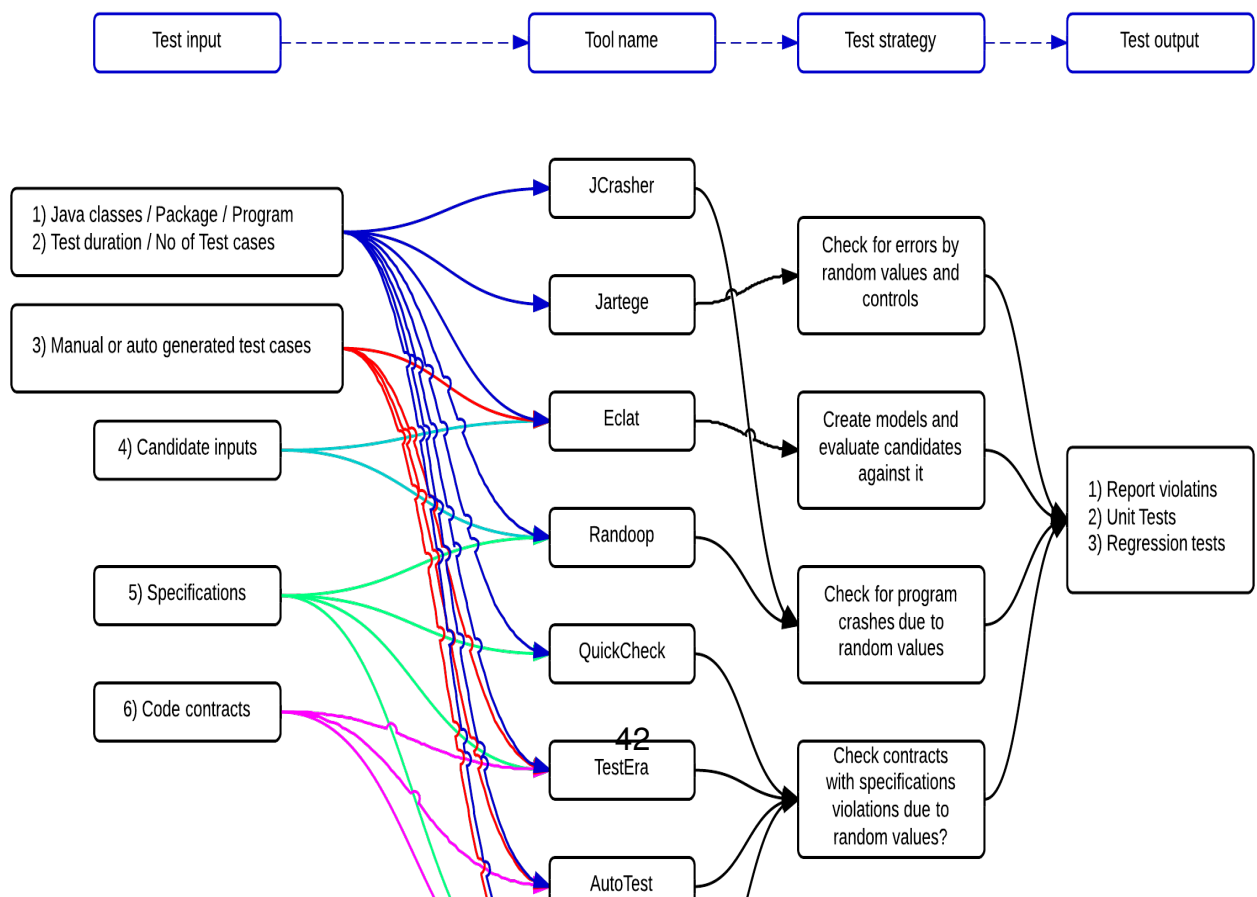 Test input
Tool name
Test strategy
Test output
1) Java classes / Package / Program
2) Test duration / No of Test cases
3) Manual or auto generated test cases
4) Candidate inputs
5) Specifications
6) Code contracts
JCrasher
Jartege
Eclat
Randoop
QuickCheck
42
TestEra
AutoTest
Check for errors by
random values and
controls
Create models and
evaluate candidates
against it
Check for program
crashes due to
random values
Check contracts
with specifications
violations due to
random values?
1) Report violatins
2) Unit Tests
3) Regression tests